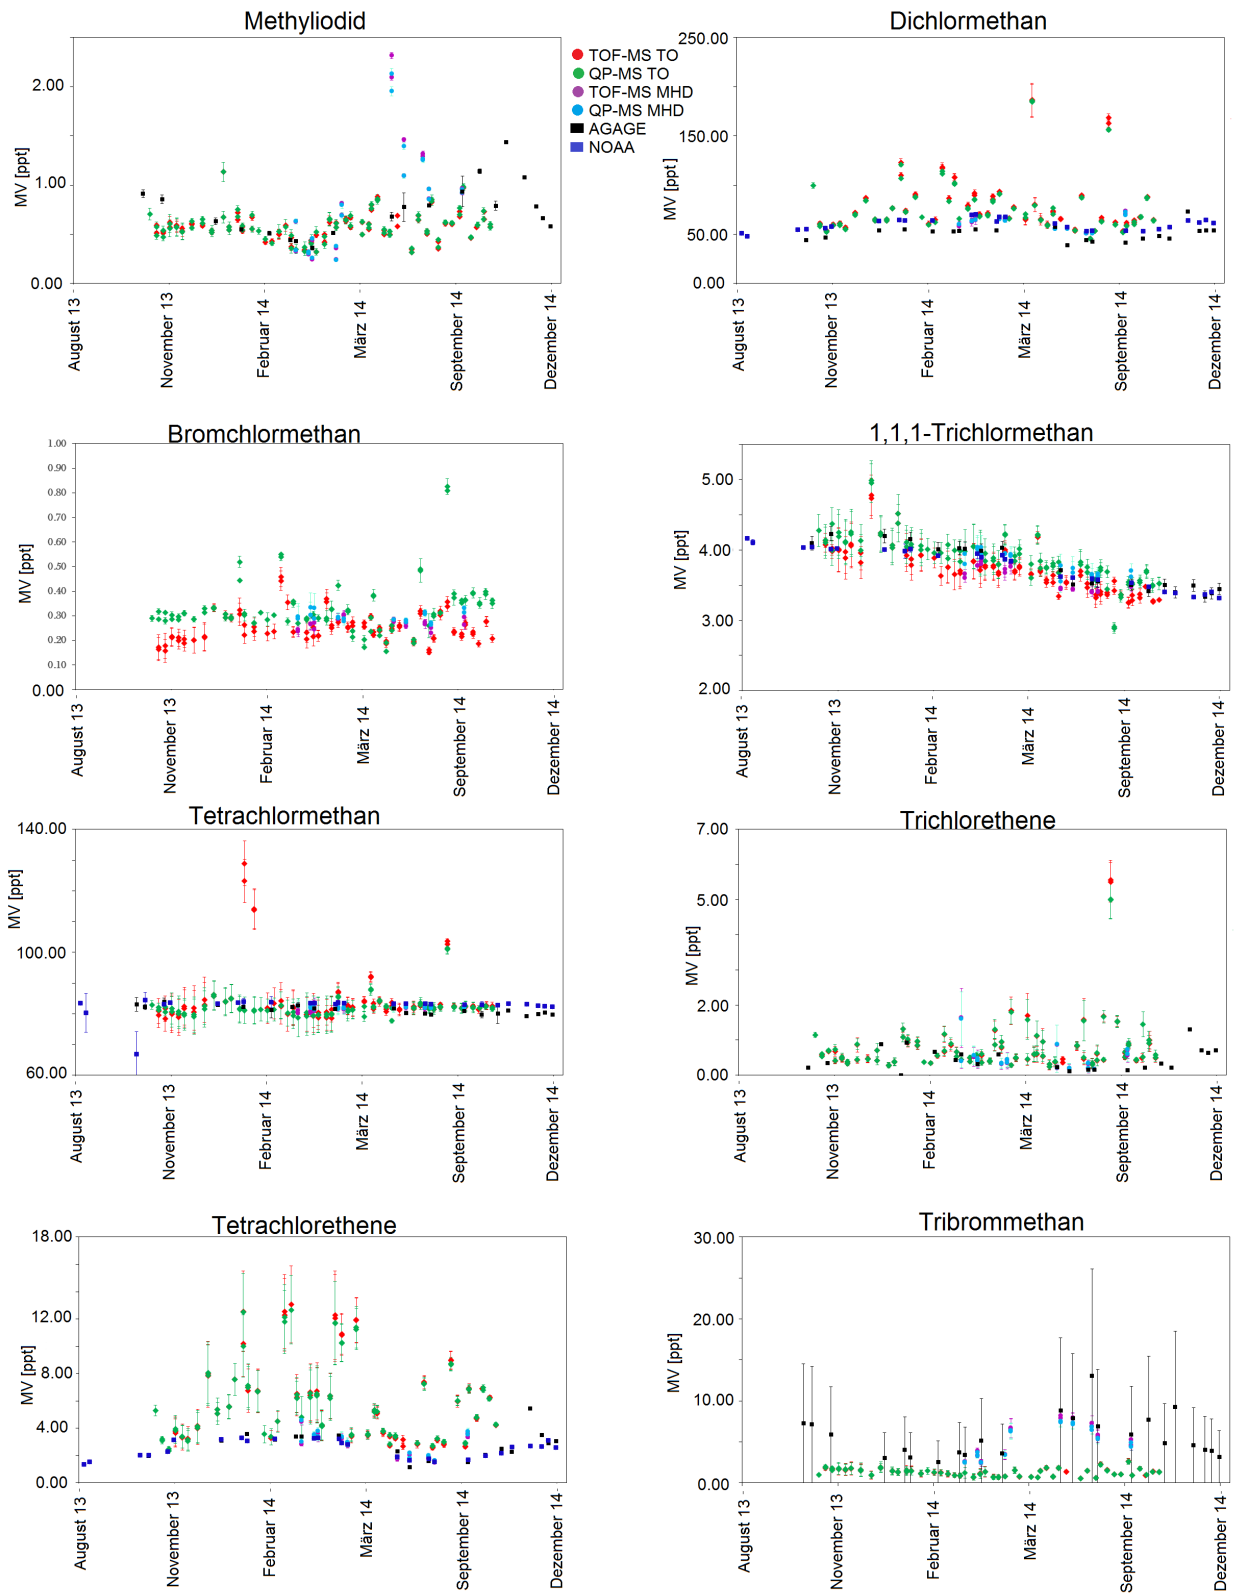 Methyliodid
MV [ppt]
2.00
1.00
0.00
August 13
November 13
Februar 14
März 14
September 14
Dezember 14
TOF-MS TO
QP-MS TO
TOF-MS MHD
QP-MS MHD
AGAGE
NOAA
Dichlormethan
MV [ppt]
250.00
150.00
50.00
0.00
August 13
November 13
Februar 14
März 14
September 14
Dezember 14
Bromchlormethan
MV [ppt]
1.00
0.90
0.80
0.70
0.60
0.50
0.40
0.30
0.20
0.10
0.00
August 13
November 13
Februar 14
März 14
September 14
Dezember 14
1,1,1-Trichlormethan
MV [ppt]
5.00
4.00
3.00
2.00
August 13
November 13
Februar 14
März 14
September 14
Dezember 14
Tetrachlormethan
MV [ppt]
140.00
100.00
60.00
August 13
November 13
Februar 14
März 14
September 14
Dezember 14
Trichlorethene
MV [ppt]
7.00
5.00
2.00
0.00
August 13
November 13
Februar 14
März 14
September 14
Dezember 14
Tetrachlorethene
MV [ppt]
18.00
12.00
8.00
4.00
0.00
August 13
November 13
Februar 14
März 14
September 14
Dezember 14
Tribrommethan
MV [ppt]
30.00
20.00
10.00
0.00
August 13
November 13
Februar 14
März 14
September 14
Dezember 14